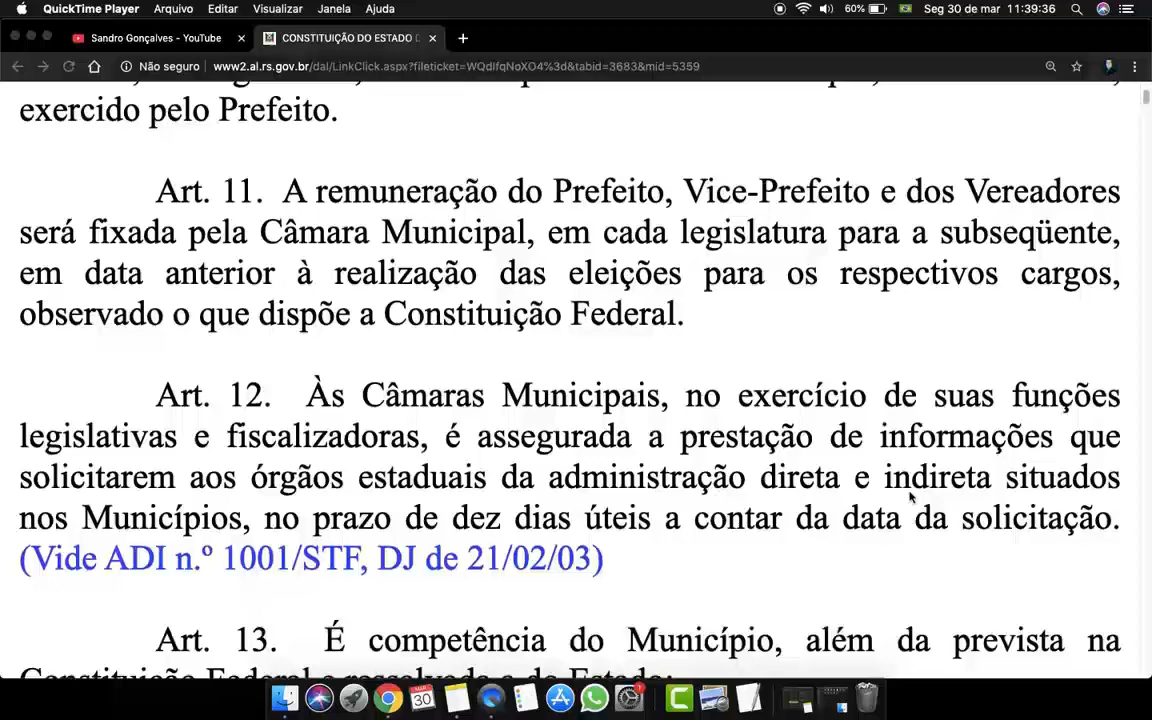 QuickTime Player Arquivo Editar Visualizar Janela Ajuda 60% Seg 30 de mar 11:39:36
Sandro Gonçalves - YouTube CONSTITUIÇÃO DO ESTADO
Não seguro www2.al.rs.gov.br/dal/LinkClick.aspx?fileticket=WQdIfqNoXO4%3d&tabid=3683&mid=5359
exercido pelo Prefeito.
Art. 11. A remuneração do Prefeito, Vice-Prefeito e dos Vereadores
será fixada pela Câmara Municipal, em cada legislatura para a subseqüente,
em data anterior à realização das eleições para os respectivos cargos,
observado o que dispõe a Constituição Federal.
Art. 12. Às Câmaras Municipais, no exercício de suas funções
legislativas e fiscalizadoras, é assegurada a prestação de informações que
solicitarem aos órgãos estaduais da administração direta e indireta situados
nos Municípios, no prazo de dez dias úteis a contar da data da solicitação.
(Vide ADI n.º 1001/STF, DJ de 21/02/03)
Art. 13. É competência do Município, além da prevista na
Constituição Federal e ressalvada a do Estado: